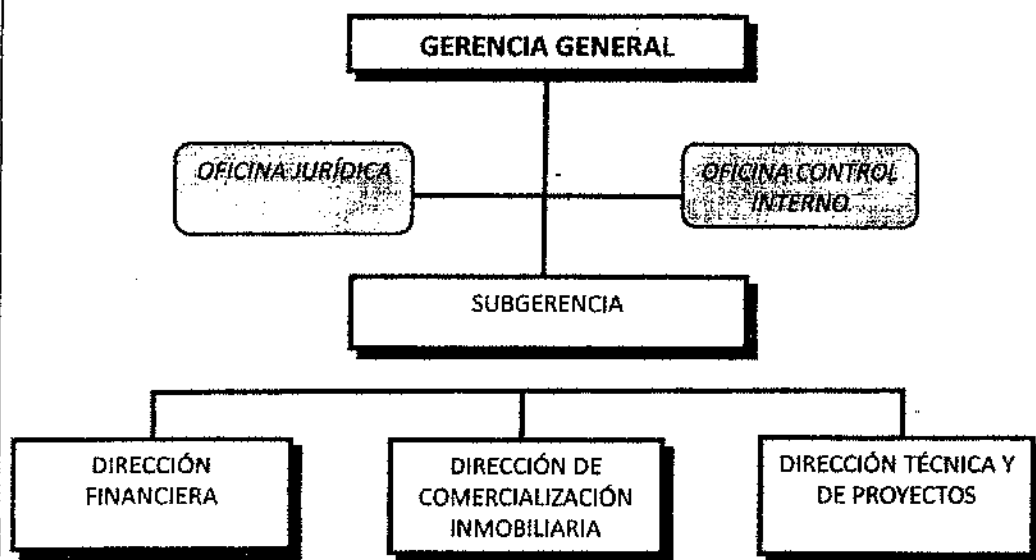 GERENCIA GENERAL
OFICINA JURÍDICA
OFICINA CONTROL
INTERNO
SUBGERENCIA
DIRECCIÓN
FINANCIERA
DIRECCIÓN DE
COMERCIALIZACIÓN
INMOBILIARIA
DIRECCIÓN TÉCNICA Y
DE PROYECTOS